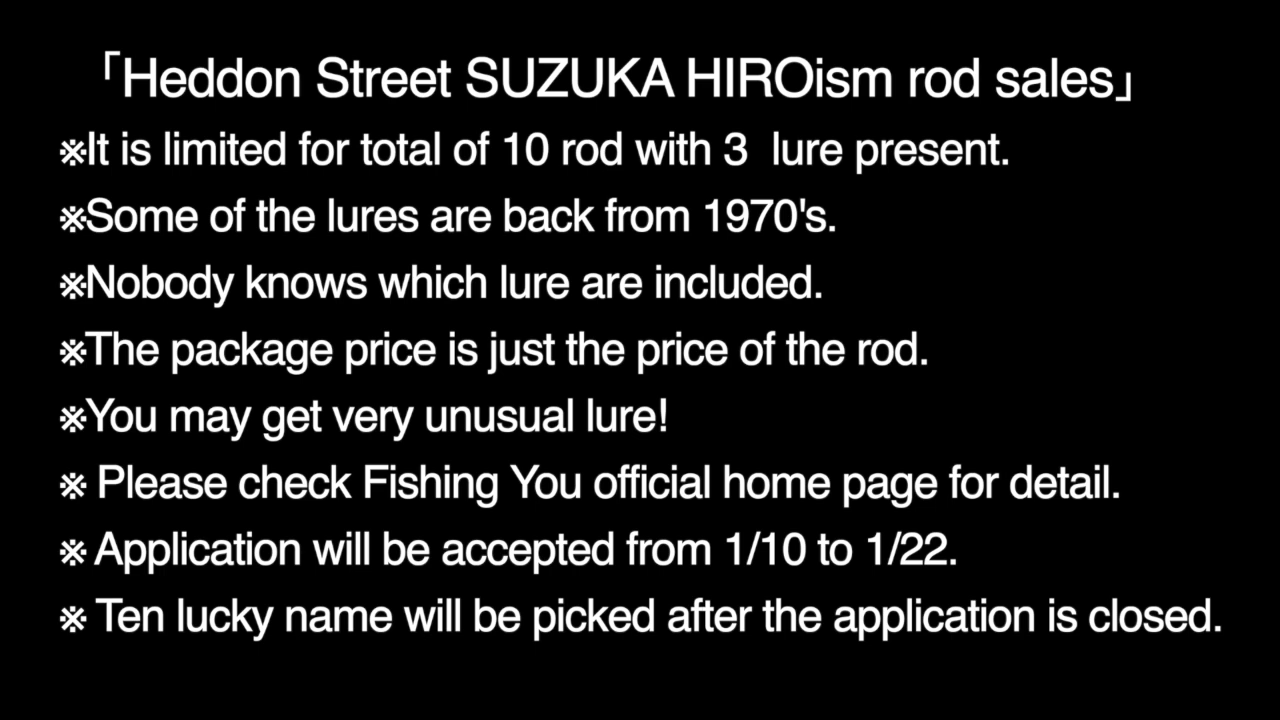 「Heddon Street SUZUKA HIROism rod sales」
※It is limited for total of 10 rod with 3  lure present.
※Some of the lures are back from 1970's.
※Nobody knows which lure are included.
※The package price is just the price of the rod.
※You may get very unusual lure!
※ Please check Fishing You official home page for detail.
※ Application will be accepted from 1/10 to 1/22.
※ Ten lucky name will be picked after the application is closed.